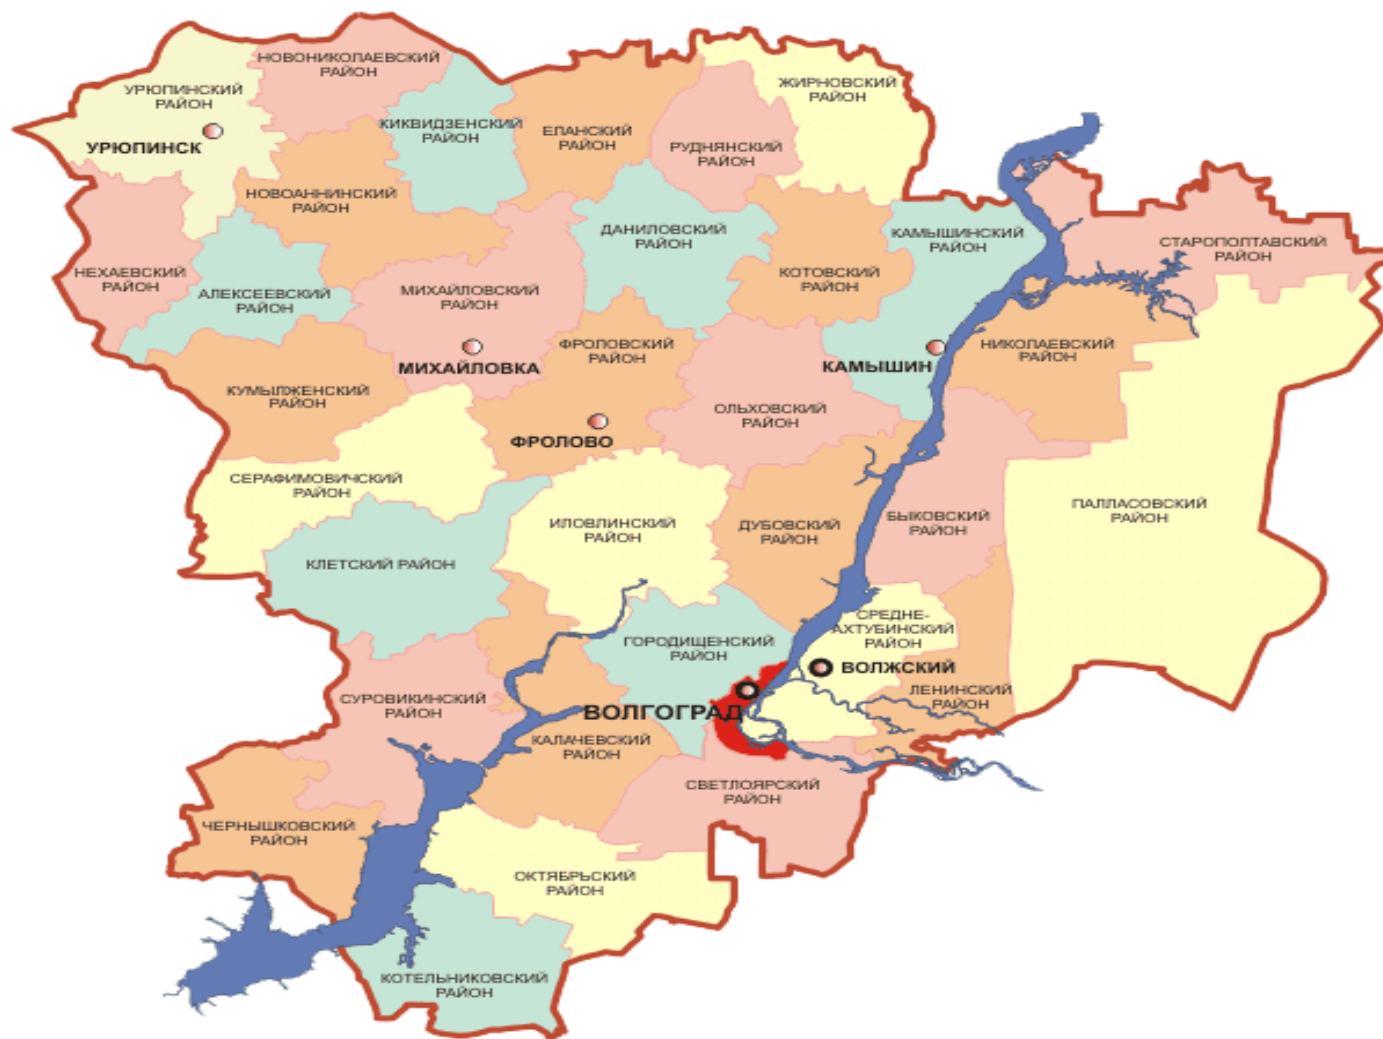 НОВОНИКОЛАЕВСКИЙ
РАЙОН
УРЮПИНСКИЙ
РАЙОН
УРЮПИНСК
КИКВИДЗЕНСКИЙ
РАЙОН
ЕЛАНСКИЙ
РАЙОН
РУДНЯНСКИЙ
РАЙОН
ЖИРНОВСКИЙ
РАЙОН
НОВОАННИНСКИЙ
РАЙОН
ДАНИЛОВСКИЙ
РАЙОН
КАМЫШИНСКИЙ
РАЙОН
СТАРОПОЛТАВСКИЙ
РАЙОН
НЕХАЕВСКИЙ
РАЙОН
АЛЕКСЕЕВСКИЙ
РАЙОН
МИХАЙЛОВСКИЙ
РАЙОН
КОТОВСКИЙ
РАЙОН
ФРОЛОВСКИЙ
РАЙОН
НИКОЛАЕВСКИЙ
РАЙОН
МИХАЙЛОВКА
КАМЫШИН
КУМЫЛЖЕНСКИЙ
РАЙОН
ОЛЬХОВСКИЙ
РАЙОН
ФРОЛОВО
СЕРАФИМОВИЧСКИЙ
РАЙОН
ИЛОВЛИНСКИЙ
РАЙОН
ДУБОВСКИЙ
РАЙОН
БЫКОВСКИЙ
РАЙОН
ПАЛЛАСОВСКИЙ
РАЙОН
КЛЕТСКИЙ РАЙОН
ГОРОДИЩЕНСКИЙ
РАЙОН
СРЕДНЕ-
АХТУБИНСКИЙ
РАЙОН
ВОЛЖСКИЙ
СУРОВИКИНСКИЙ
РАЙОН
ВОЛГОГРАД
ЛЕНИНСКИЙ
РАЙОН
КАЛАЧЕВСКИЙ
РАЙОН
СВЕТЛОЯРСКИЙ
РАЙОН
ЧЕРНЫШКОВСКИЙ
РАЙОН
ОКТЯБРЬСКИЙ
РАЙОН
КОТЕЛЬНИКОВСКИЙ
РАЙОН